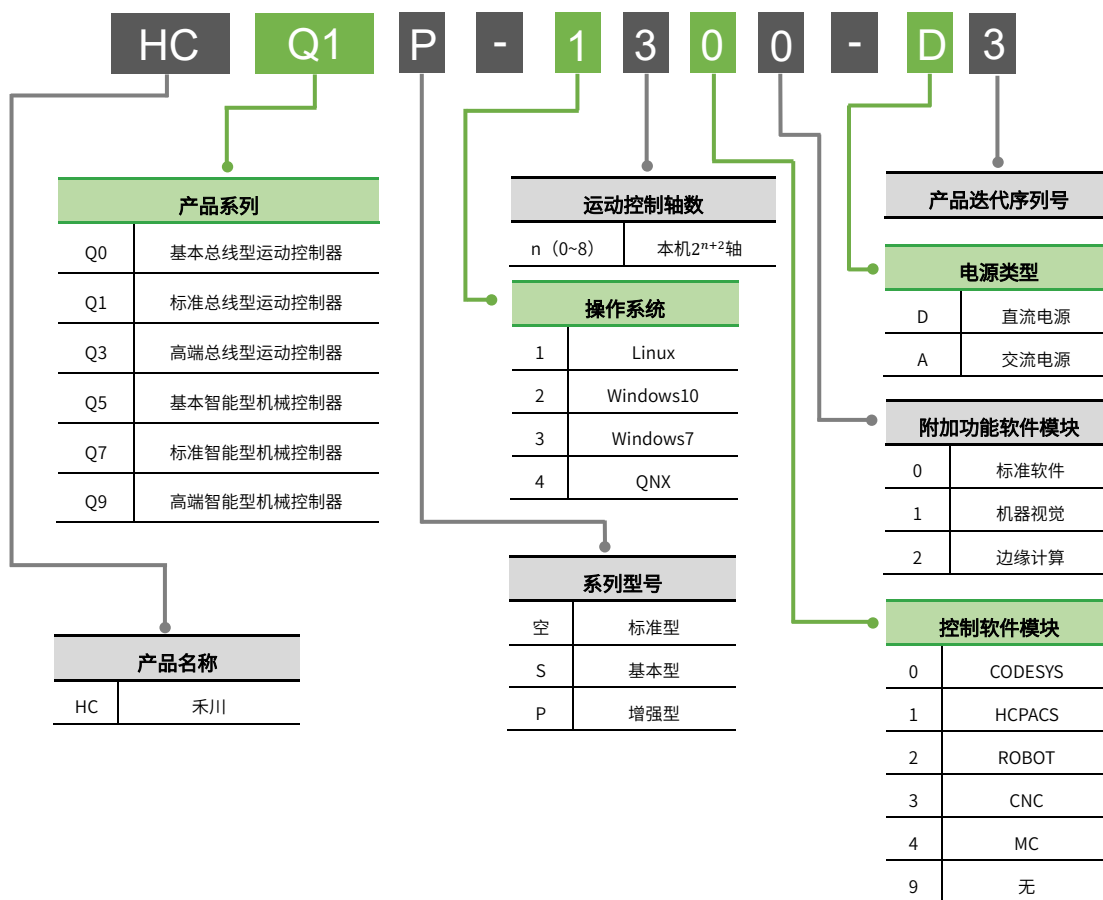 HC Q1 P - 1 3 0 0 - D 3
产品系列
Q0 基本总线型运动控制器
Q1 标准总线型运动控制器
Q3 高端总线型运动控制器
Q5 基本智能型机械控制器
Q7 标准智能型机械控制器
Q9 高端智能型机械控制器
产品名称
HC 禾川
运动控制轴数
n（0~8） 本机2ⁿ⁺²轴
操作系统
1 Linux
2 Windows10
3 Windows7
4 QNX
系列型号
空 标准型
S 基本型
P 增强型
产品迭代序列号
电源类型
D 直流电源
A 交流电源
附加功能软件模块
0 标准软件
1 机器视觉
2 边缘计算
控制软件模块
0 CODESYS
1 HCPACS
2 ROBOT
3 CNC
4 MC
9 无